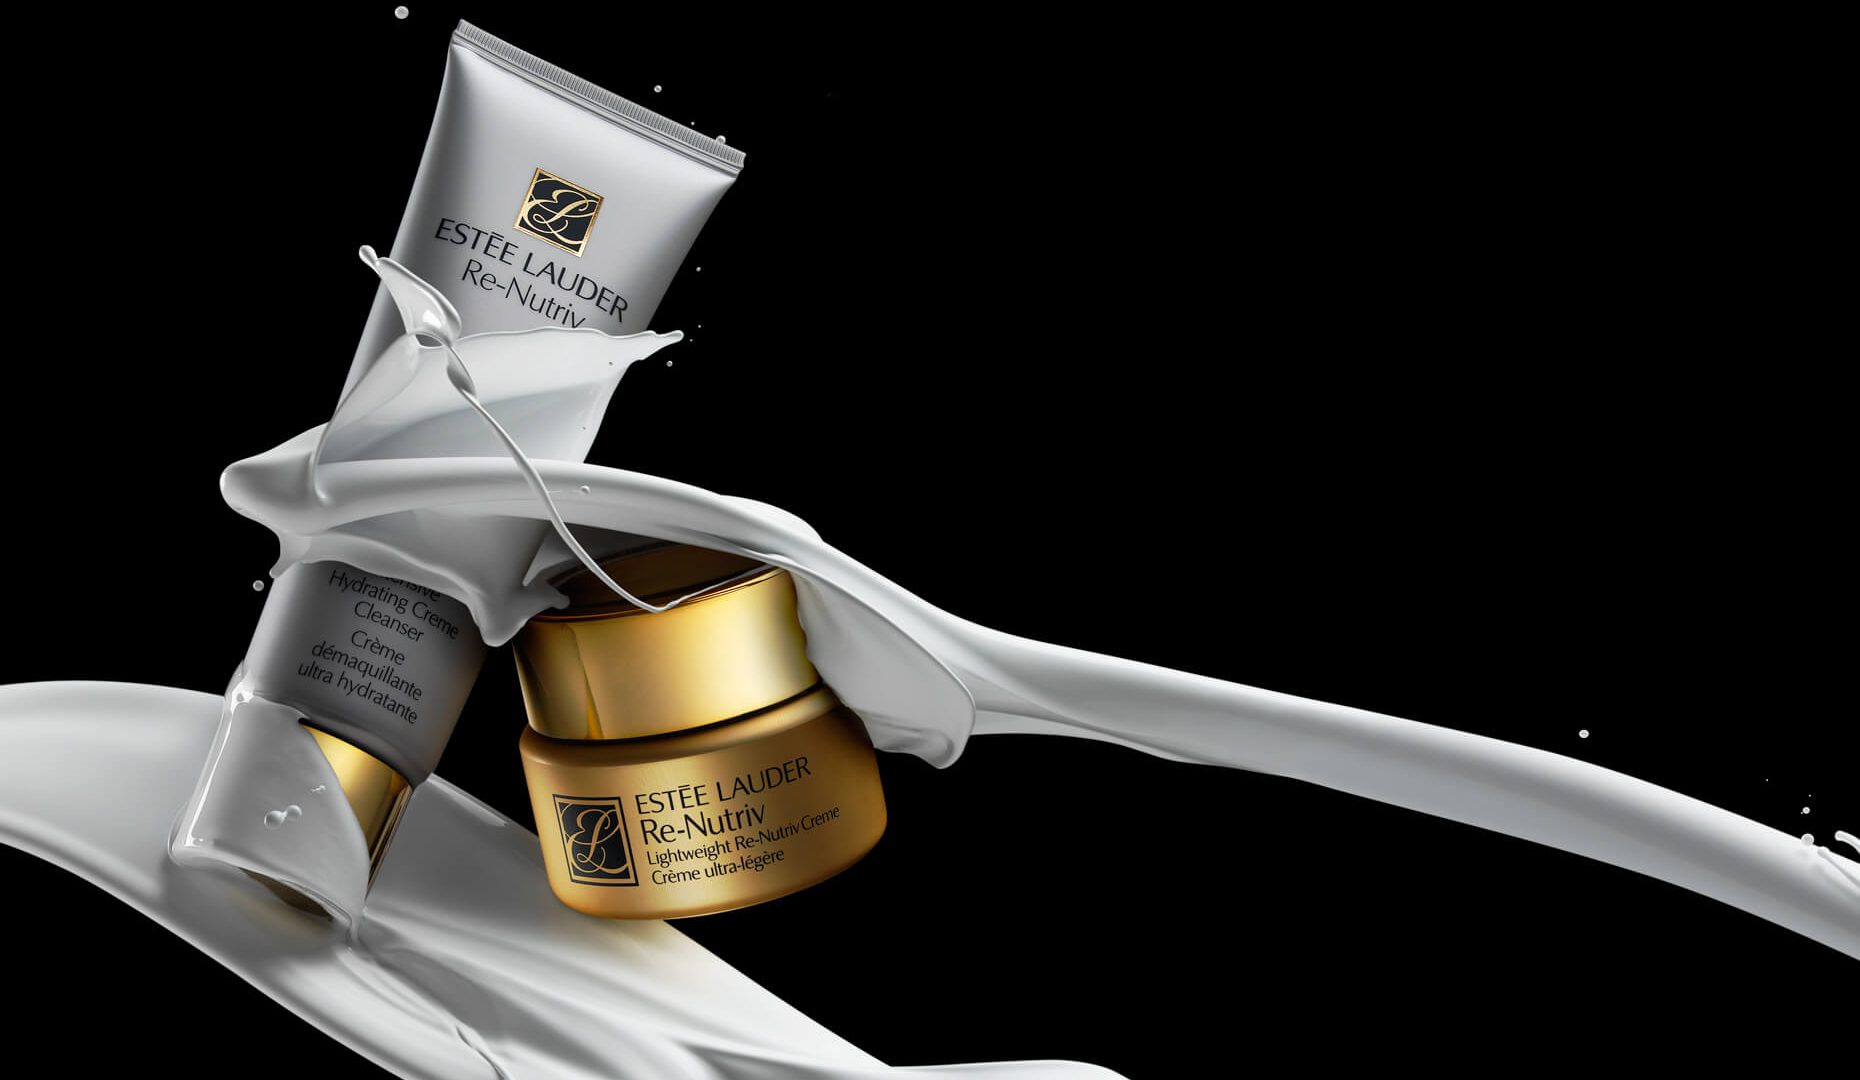 ESTĒE LAUDER
Re-Nutriv
Hydrating Creme
Cleanser
Crème
démaquillante
ultra hydratante
ESTĒE LAUDER
Re-Nutriv
Lightweight Re-Nutriv Creme
Crème ultra-légère